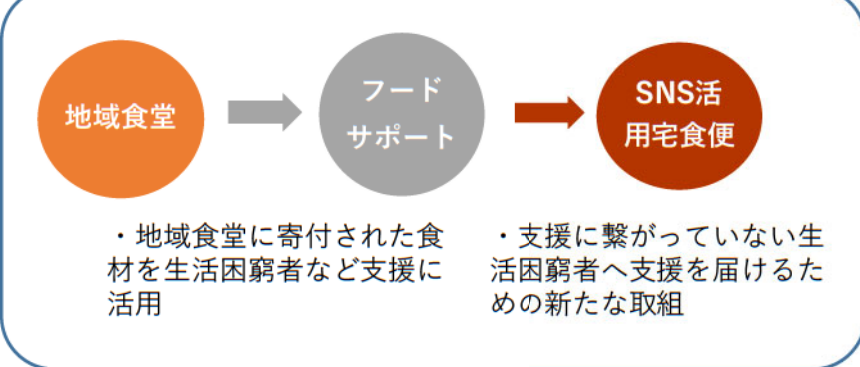 地域食堂
フード
サポート
SNS活
用宅食便
・地域食堂に寄付された食
材を生活困窮者など支援に
活用
・支援に繋がっていない生
活困窮者へ支援を届けるた
めの新たな取組